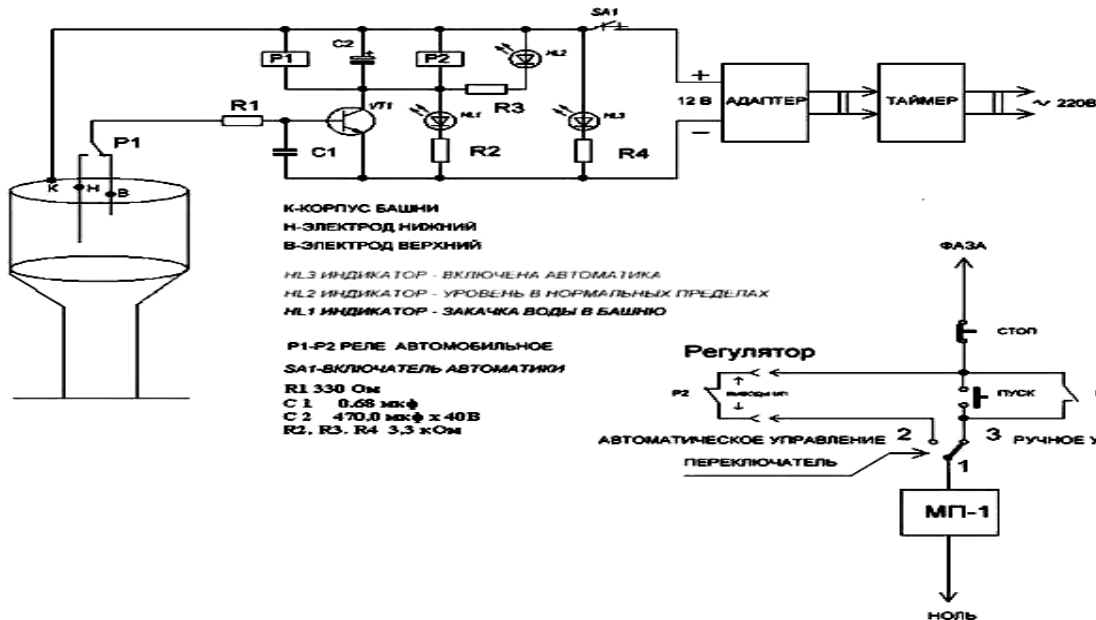 SA1
P1
C2
P2
HL2
R1
VT1
HL1
R3
HL3
+
12 В
−
АДАПТЕР
ТАЙМЕР
~ 220В
P1
C1
R2
R4
К
Н
В
К-КОРПУС БАШНИ
Н-ЭЛЕКТРОД НИЖНИЙ
В-ЭЛЕКТРОД ВЕРХНИЙ
HL3 ИНДИКАТОР - ВКЛЮЧЕНА АВТОМАТИКА
HL2 ИНДИКАТОР - УРОВЕНЬ В НОРМАЛЬНЫХ ПРЕДЕЛАХ
HL1 ИНДИКАТОР - ЗАКАЧКА ВОДЫ В БАШНЮ
P1-P2 РЕЛЕ АВТОМОБИЛЬНОЕ
SA1-ВКЛЮЧАТЕЛЬ АВТОМАТИКИ
R1 330 Ом
C 1 0.68 мкф
C 2 470,0 мкф х 40В
R2, R3. R4 3,3 кОм
ФАЗА
СТОП
Регулятор
P2
ПУСК
АВТОМАТИЧЕСКОЕ УПРАВЛЕНИЕ
2
3
РУЧНОЕ У
ПЕРЕКЛЮЧАТЕЛЬ
1
МП-1
НОЛЬ